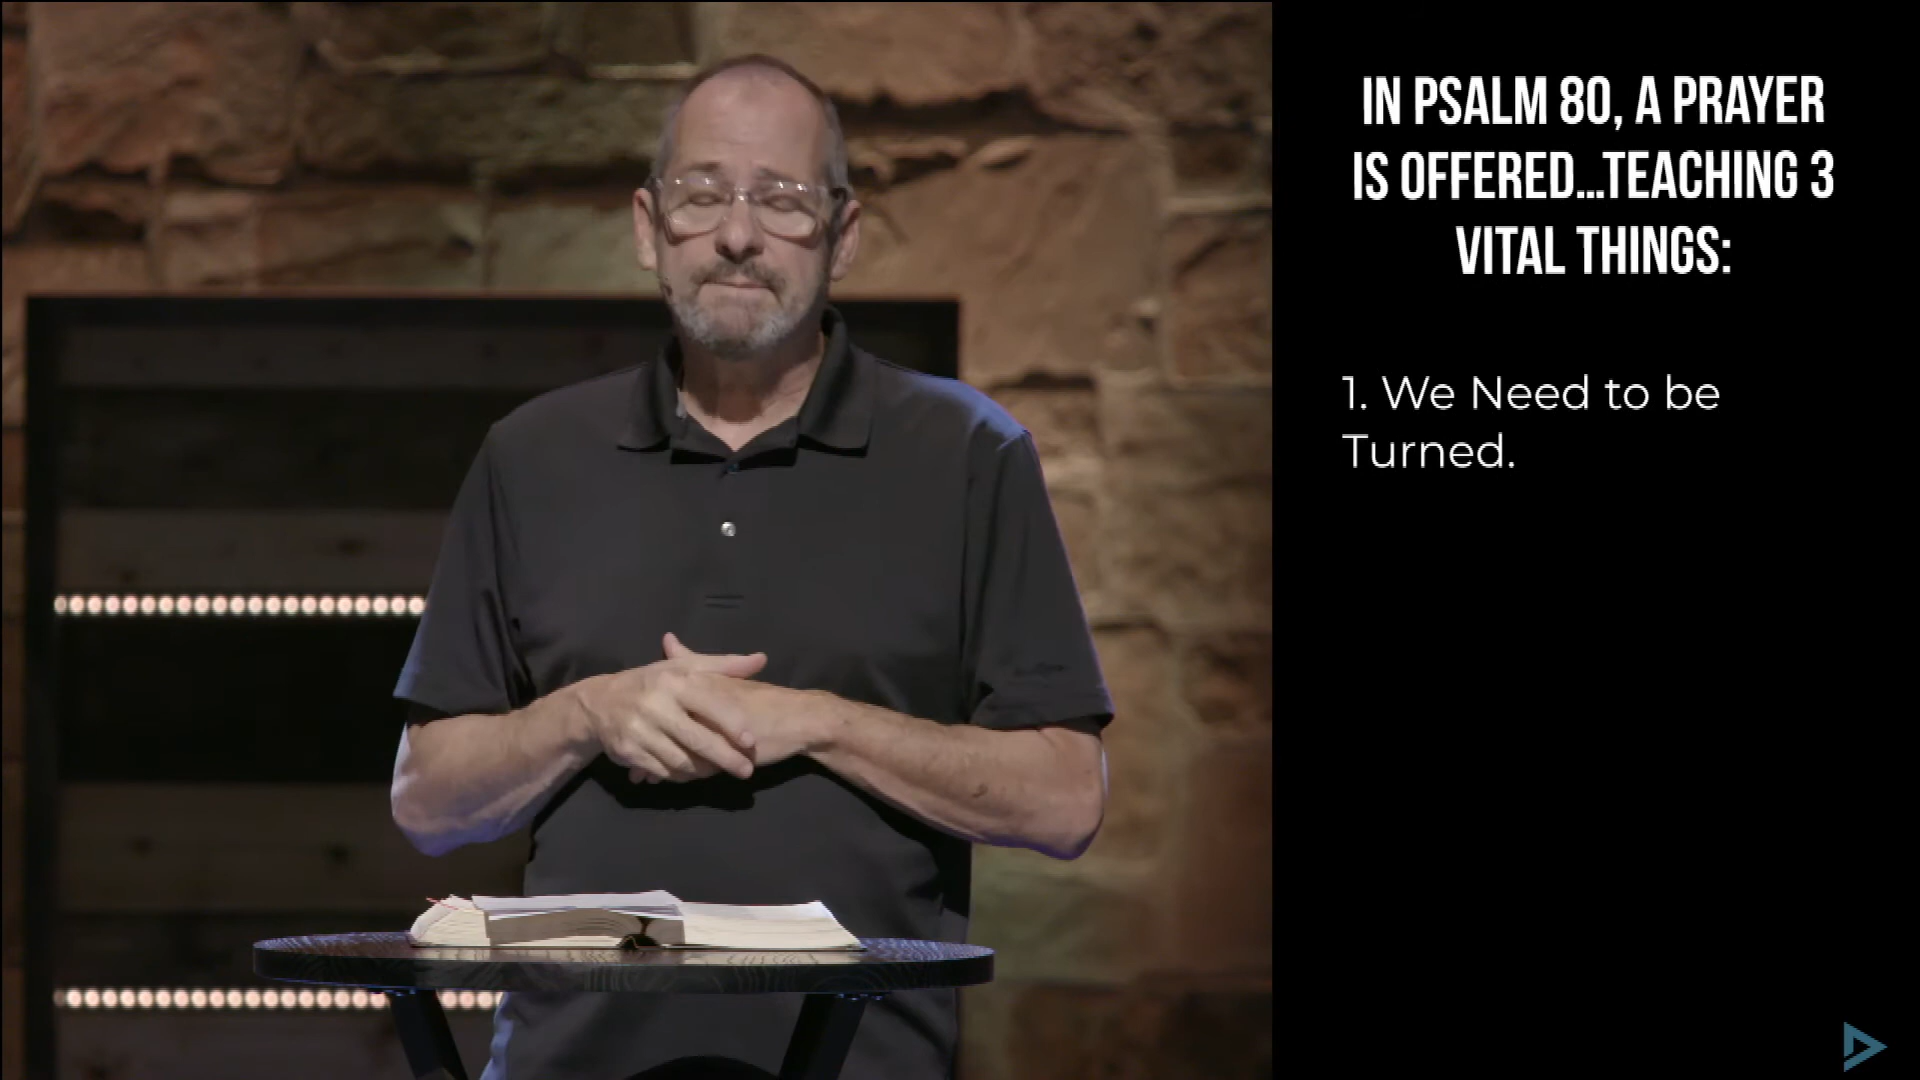 IN PSALM 80, A PRAYER
IS OFFERED...TEACHING 3
VITAL THINGS:
1. We Need to be
Turned.